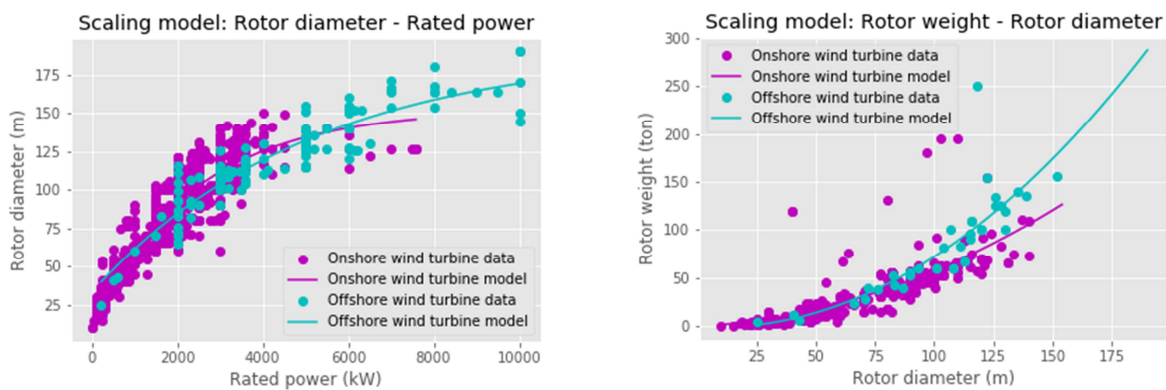 Scaling model: Rotor diameter - Rated power
175
150
125
100
75
50
25
Rotor diameter (m)
Onshore wind turbine data
Onshore wind turbine model
Offshore wind turbine data
Offshore wind turbine model
0 2000 4000 6000 8000 10000
Rated power (kW)
Scaling model: Rotor weight - Rotor diameter
300
250
200
150
100
50
0
Rotor weight (ton)
Onshore wind turbine data
Onshore wind turbine model
Offshore wind turbine data
Offshore wind turbine model
25 50 75 100 125 150 175
Rotor diameter (m)